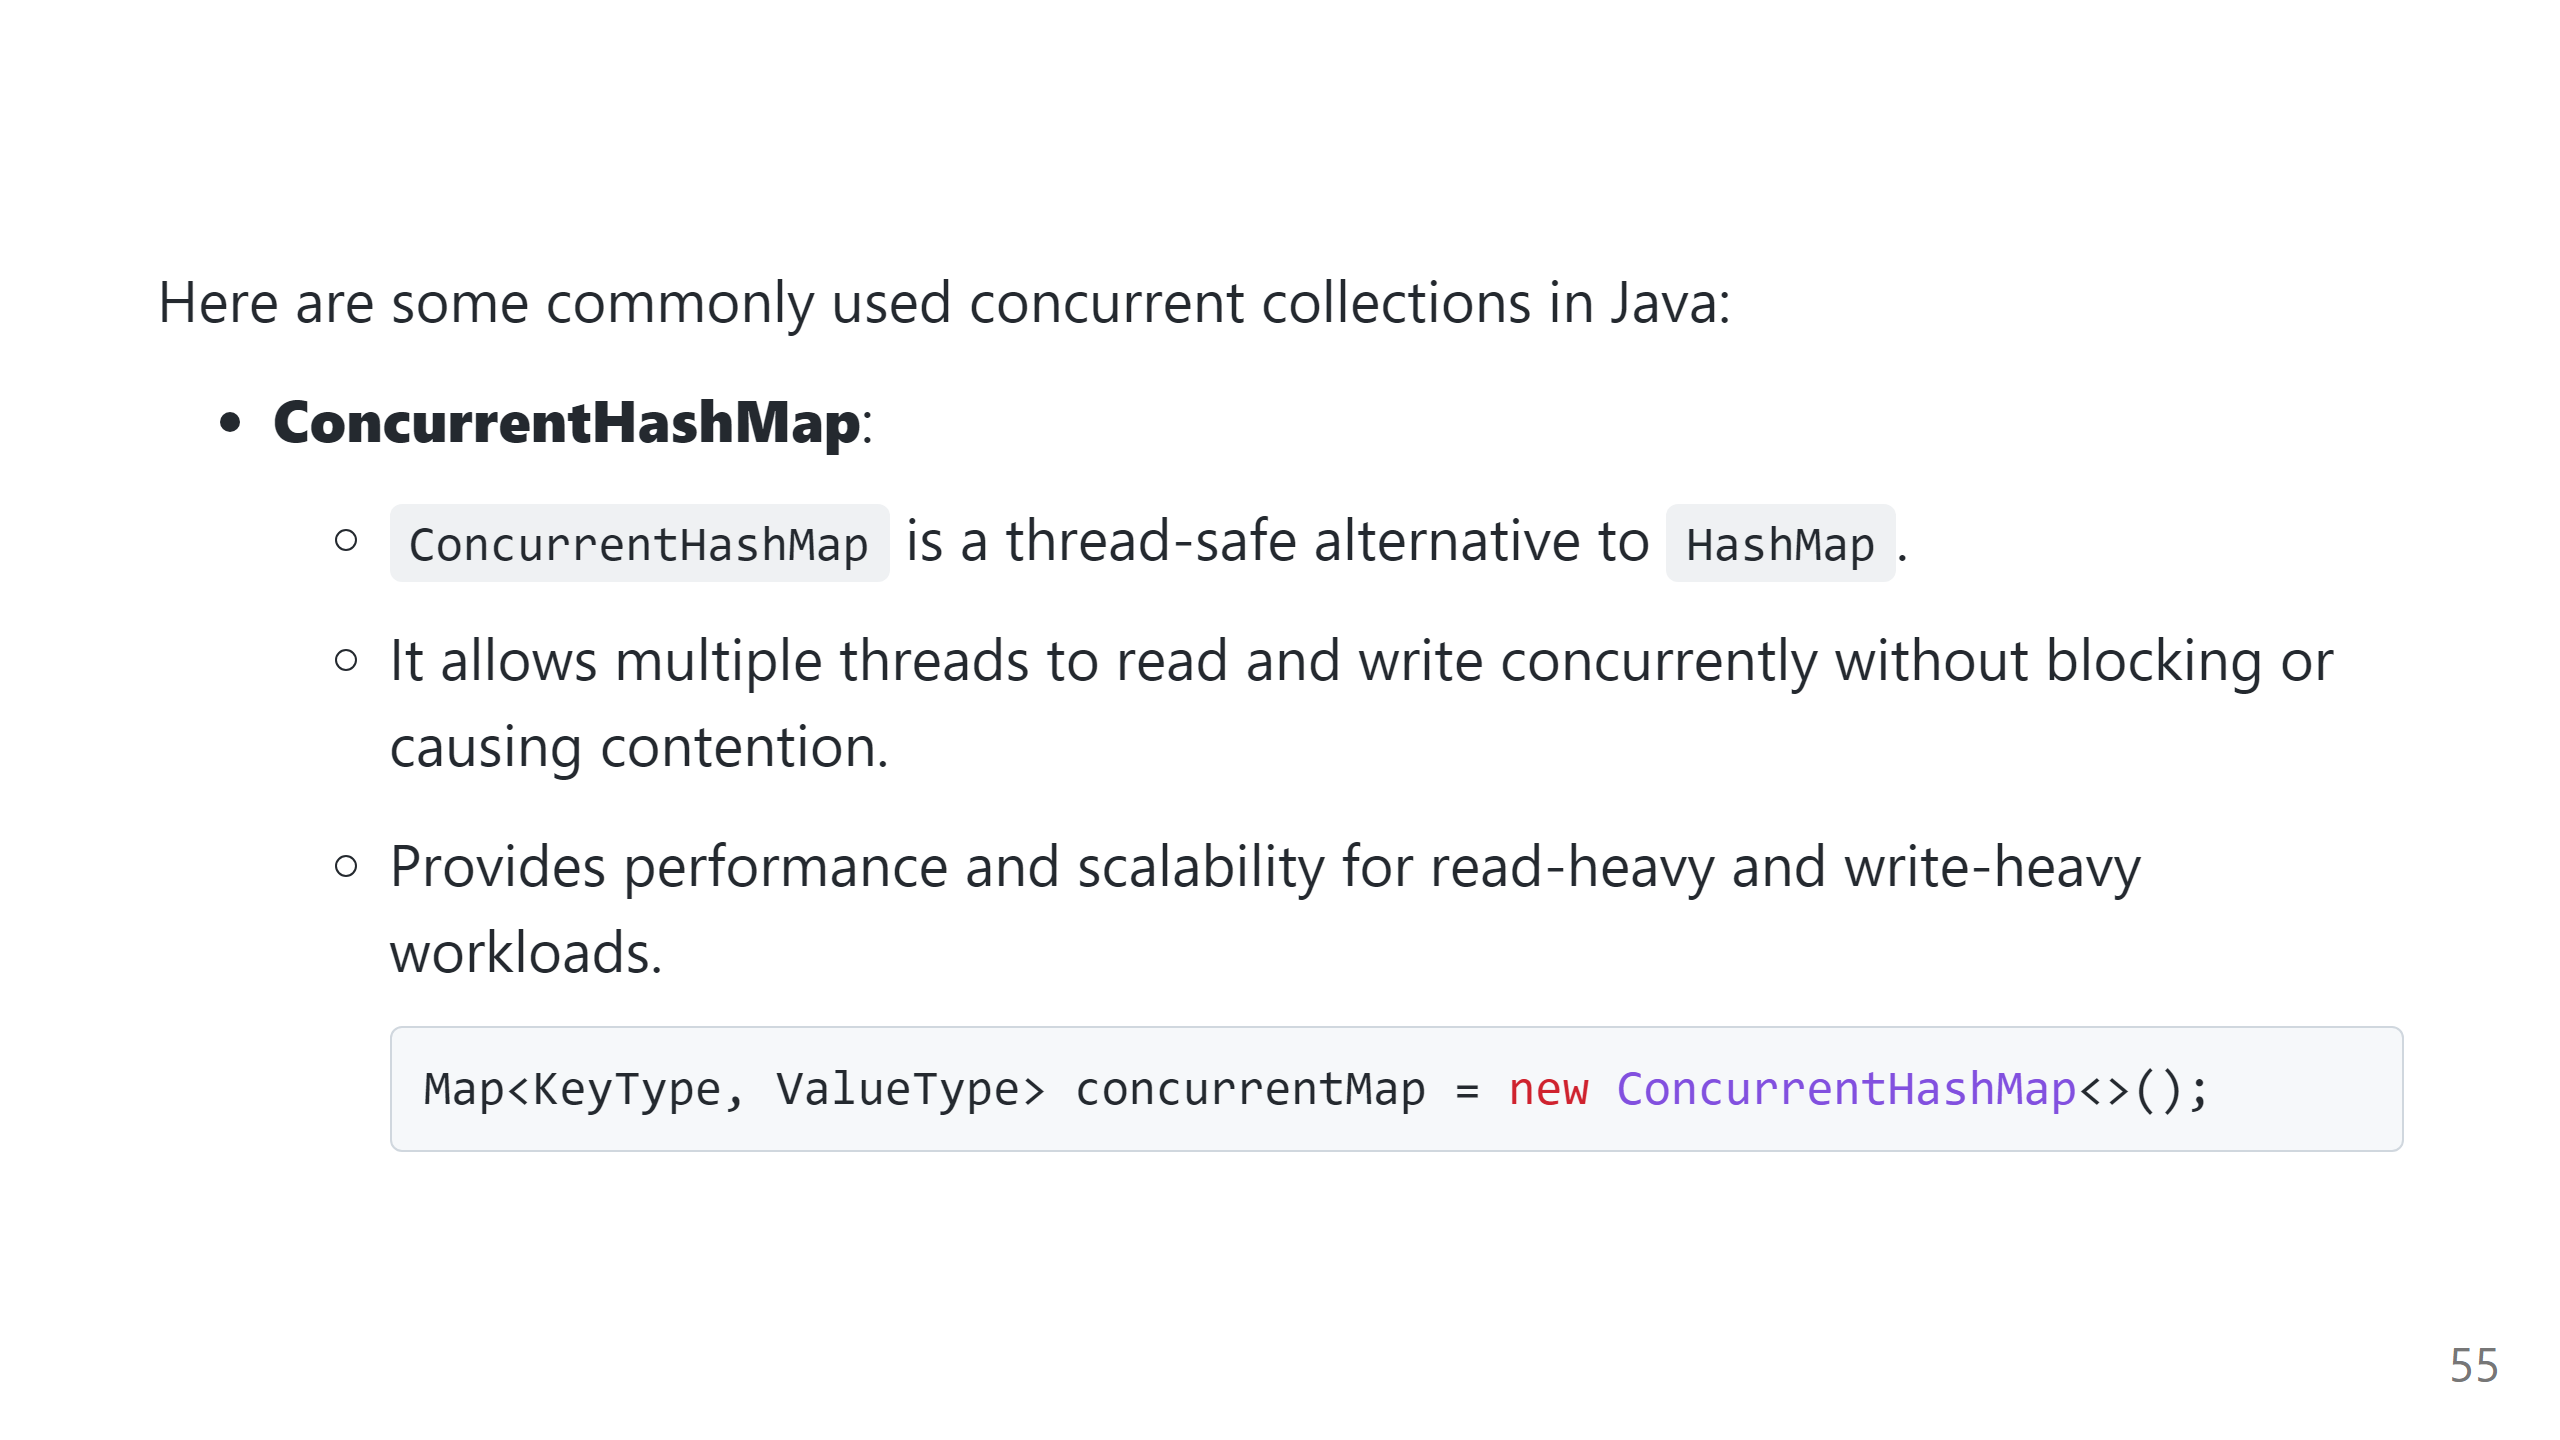 Here are some commonly used concurrent collections in Java:
• ConcurrentHashMap:
○ ConcurrentHashMap is a thread-safe alternative to HashMap.
○ It allows multiple threads to read and write concurrently without blocking or
causing contention.
○ Provides performance and scalability for read-heavy and write-heavy
workloads.
Map<KeyType, ValueType> concurrentMap = new ConcurrentHashMap<>();
55